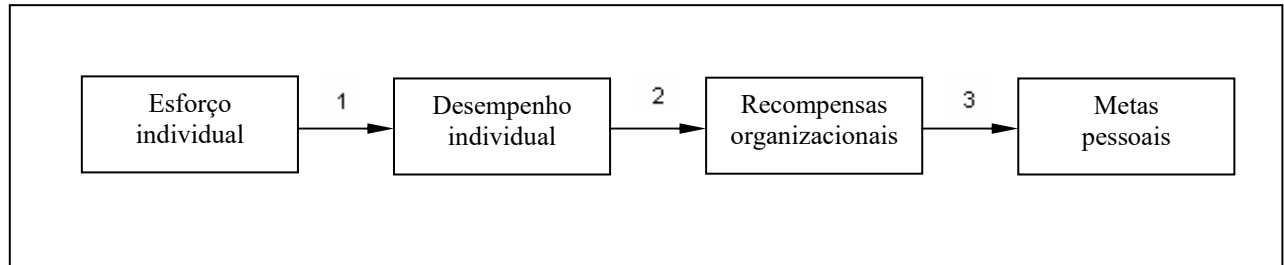 Esforço
individual
1
Desempenho
individual
2
Recompensas
organizacionais
3
Metas
pessoais